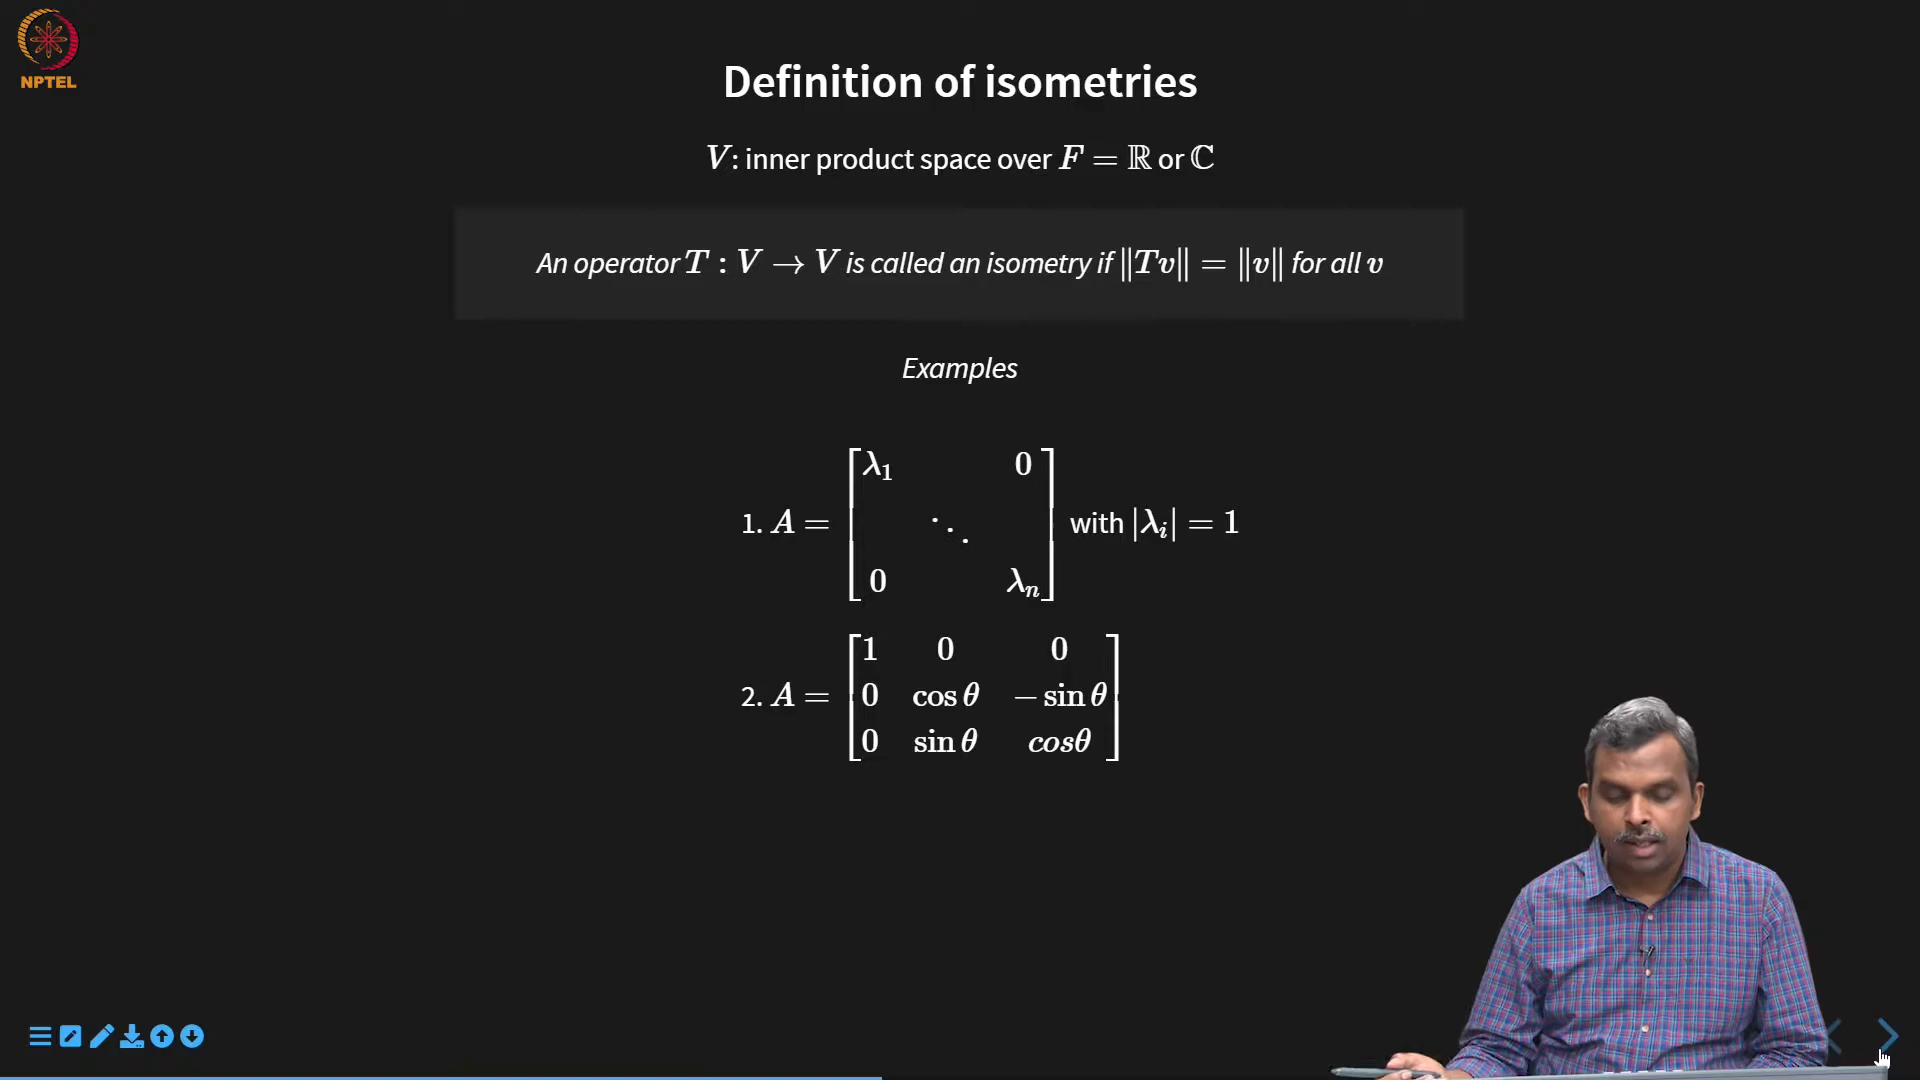 NPTEL
Definition of isometries
V: inner product space over F = ℝ or ℂ
An operator T : V → V is called an isometry if ‖Tv‖ = ‖v‖ for all v
Examples
1. A = [λ₁ 0 ⋱ 0 λₙ] with |λᵢ| = 1
2. A = [1 0 0
0 cos θ − sin θ
0 sin θ cosθ]